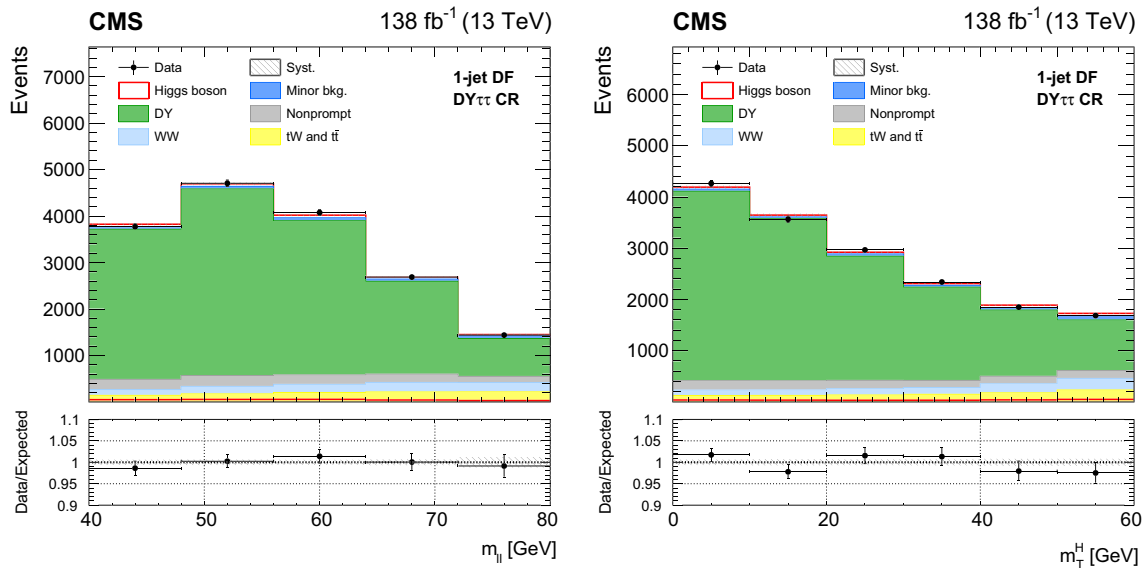 CMS 138 fb⁻¹ (13 TeV)
Events
7000
6000
5000
4000
3000
2000
1000
Data
Syst.
Higgs boson
Minor bkg.
DY
Nonprompt
WW
tW and tt̄
1-jet DF
DYττ CR
Data/Expected
1.1
1.05
1
0.95
0.9
40 50 60 70 80
m_ll [GeV]
CMS 138 fb⁻¹ (13 TeV)
Events
6000
5000
4000
3000
2000
1000
Data
Syst.
Higgs boson
Minor bkg.
DY
Nonprompt
WW
tW and tt̄
1-jet DF
DYττ CR
Data/Expected
1.1
1.05
1
0.95
0.9
0 20 40 60
m_T^H [GeV]